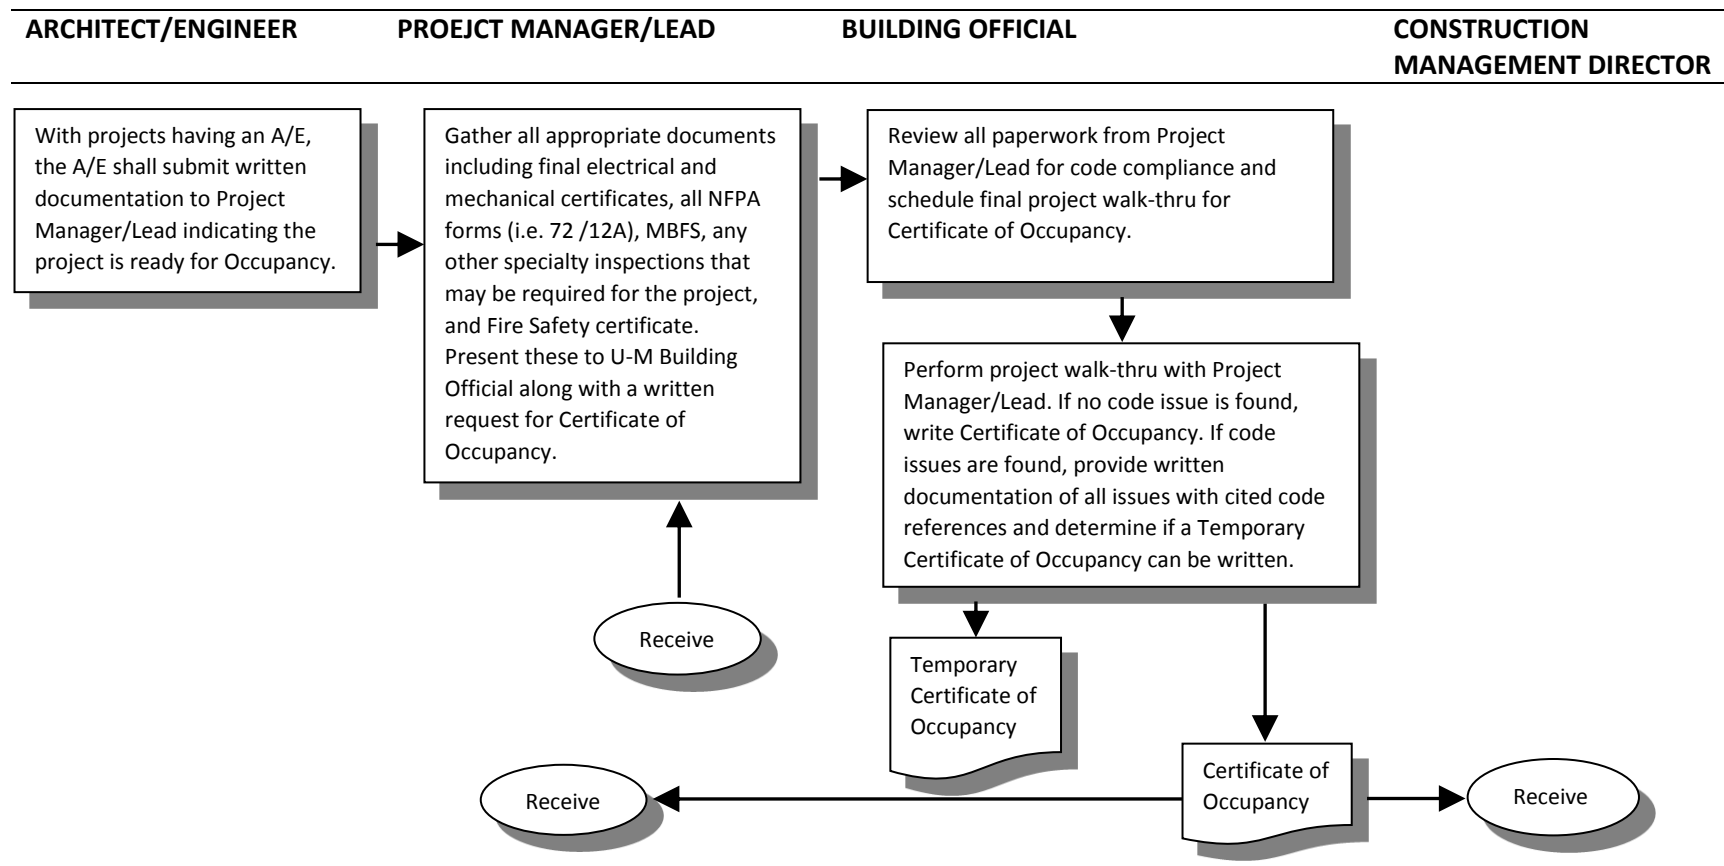 ARCHITECT/ENGINEER
PROEJCT MANAGER/LEAD
BUILDING OFFICIAL
CONSTRUCTION
MANAGEMENT DIRECTOR
With projects having an A/E,
the A/E shall submit written
documentation to Project
Manager/Lead indicating the
project is ready for Occupancy.
Gather all appropriate documents
including final electrical and
mechanical certificates, all NFPA
forms (i.e. 72 /12A), MBFS, any
other specialty inspections that
may be required for the project,
and Fire Safety certificate.
Present these to U-M Building
Official along with a written
request for Certificate of
Occupancy.
Review all paperwork from Project
Manager/Lead for code compliance and
schedule final project walk-thru for
Certificate of Occupancy.
Perform project walk-thru with Project
Manager/Lead. If no code issue is found,
write Certificate of Occupancy. If code
issues are found, provide written
documentation of all issues with cited code
references and determine if a Temporary
Certificate of Occupancy can be written.
Receive
Temporary
Certificate of
Occupancy
Receive
Certificate of
Occupancy
Receive